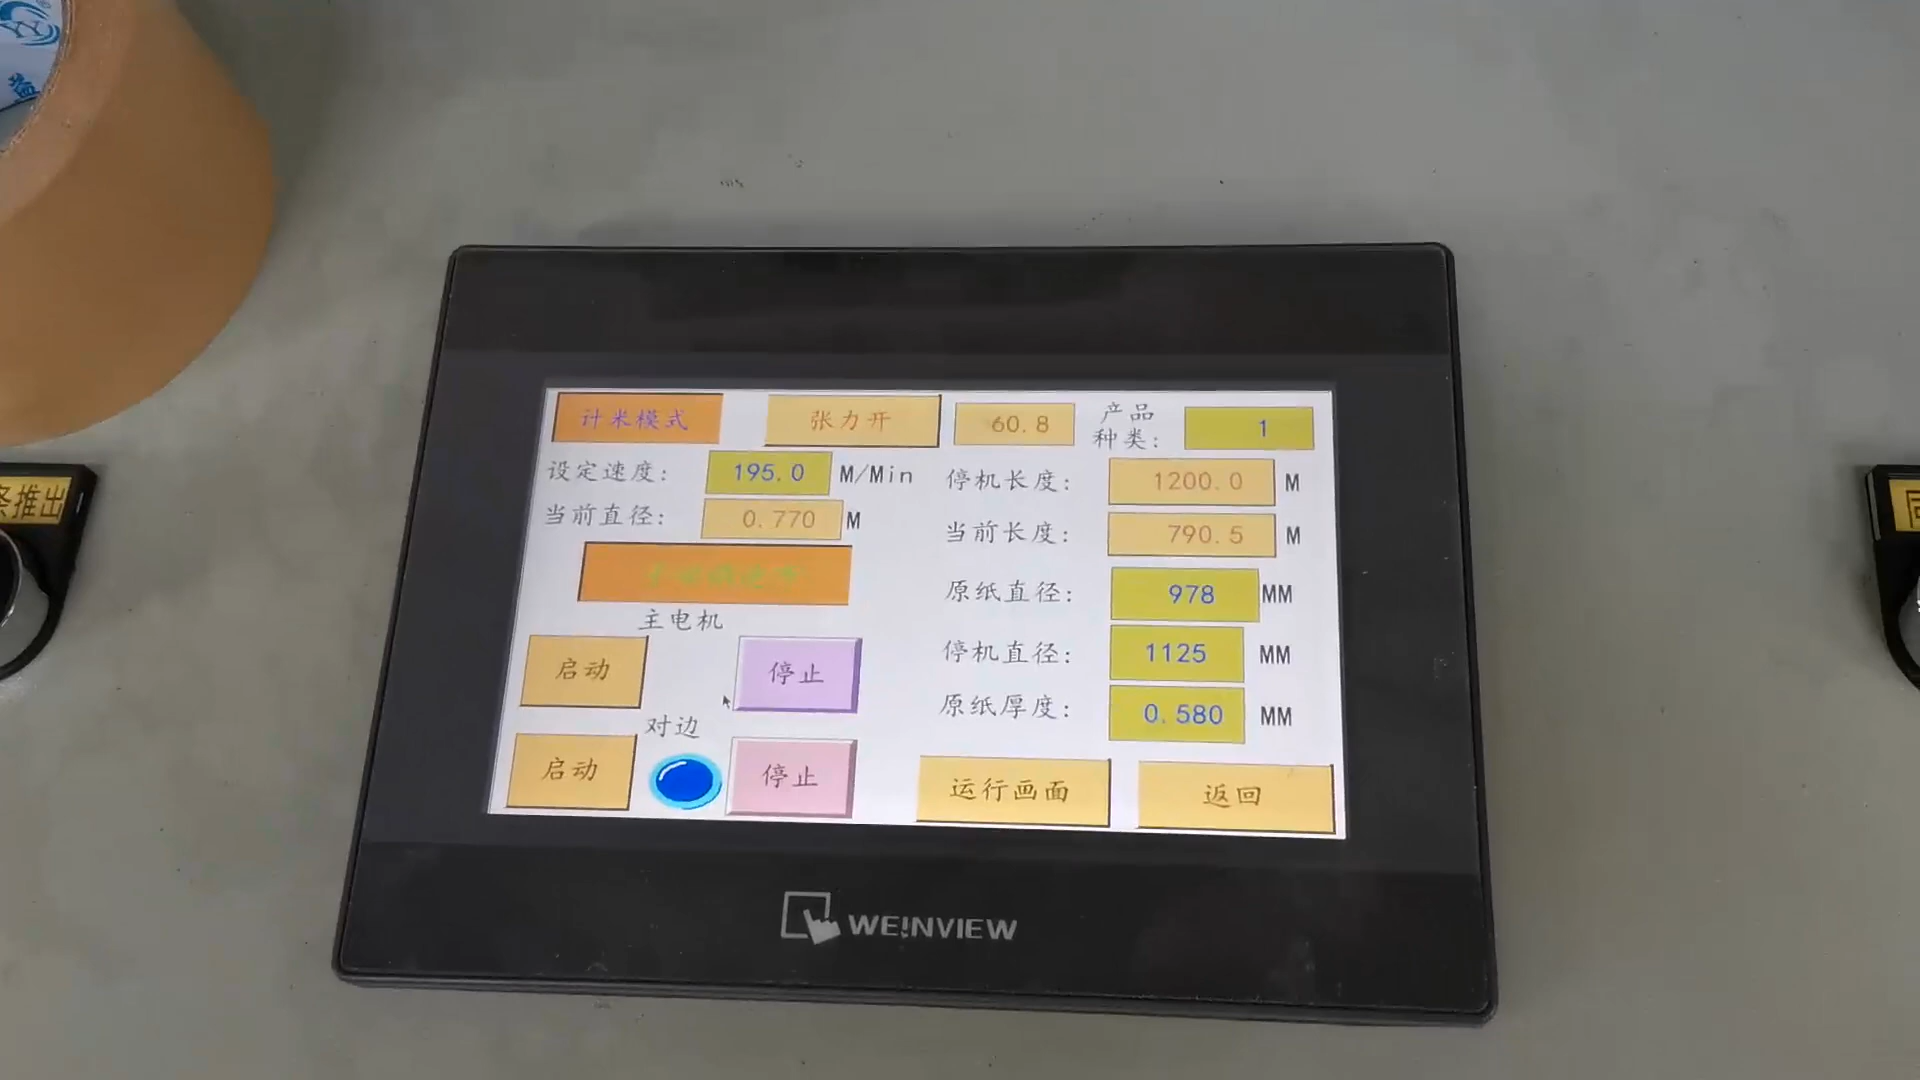 计米模式 张力开 60.8 产品种类: 1
设定速度: 195.0 M/Min
停机长度: 1200.0 M
当前直径: 0.770 M
当前长度: 790.5 M
原纸直径: 978 MM
主电机
启动 停止
停机直径: 1125 MM
原纸厚度: 0.580 MM
对边
启动 停止
运行画面 返回
WEINVIEW
条推出